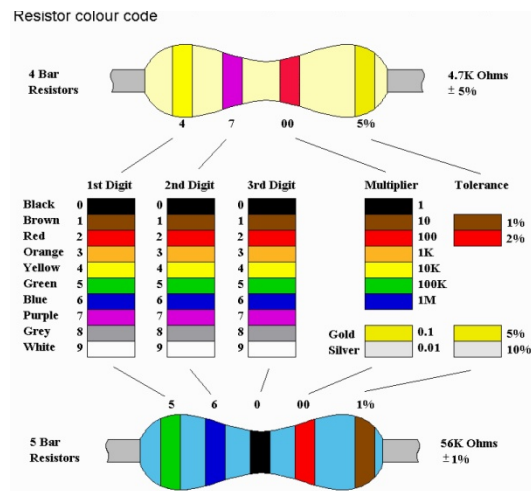 Resistor colour code
4 Bar
Resistors
4.7K Ohms
± 5%
4 7 00 5%
1st Digit 2nd Digit 3rd Digit Multiplier Tolerance
Black 0 0 0 1
Brown 1 1 1 10 1%
Red 2 2 2 100 2%
Orange 3 3 3 1K
Yellow 4 4 4 10K
Green 5 5 5 100K
Blue 6 6 6 1M
Purple 7 7 7
Grey 8 8 8 Gold 0.1 5%
White 9 9 9 Silver 0.01 10%
5 6 0 00 1%
5 Bar
Resistors
56K Ohms
±1%